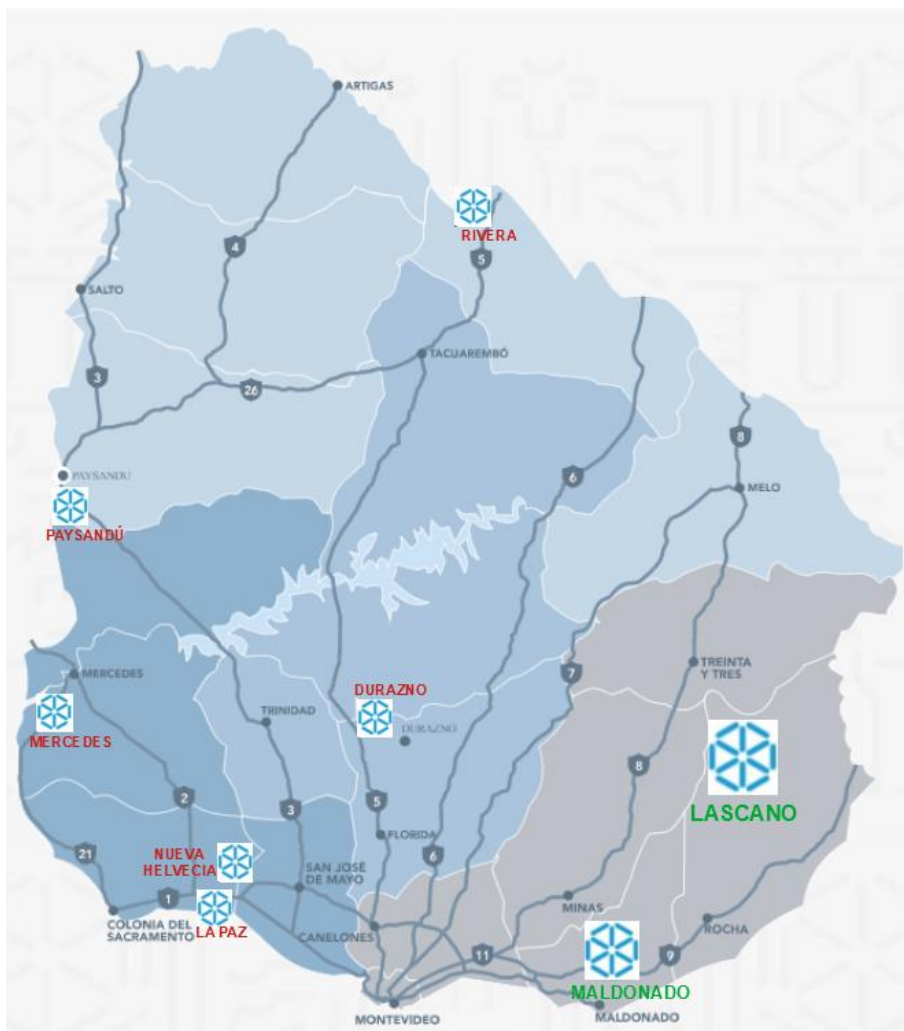 ARTIGAS
RIVERA
4
5
SALTO
TACUAREMBÓ
3
26
8
6
PAYSANDU
MELO
PAYSANDÚ
MERCEDES
TREINTA
Y TRES
7
DURAZNO
TRINIDAD
DURAZNO
MERCEDES
8
2
3
5
LASCANO
FLORIDA
21
NUEVA
HELVECIA
6
SAN JOSÉ
DE MAYO
1
LA PAZ
COLONIA DEL
SACRAMENTO
CANELONES
MINAS
ROCHA
11
9
MALDONADO
MONTEVIDEO
MALDONADO